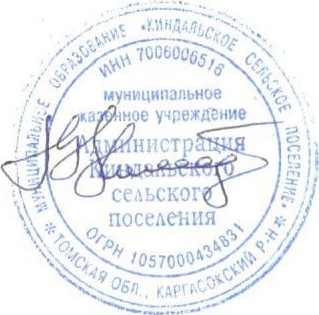 МУНИЦИПАЛЬНОЕ ОБРАЗОВАНИЕ «КИНДАЛЬСКОЕ СЕЛЬСКОЕ ПОСЕЛЕНИЕ»
* ТОМСКАЯ ОБЛ., КАРГАСОКСКИЙ Р-Н *
ИНН 7006006516
муниципальное
казенное учреждение
Администрация
Киндальского
сельского
поселения
ОГРН 1057000434831